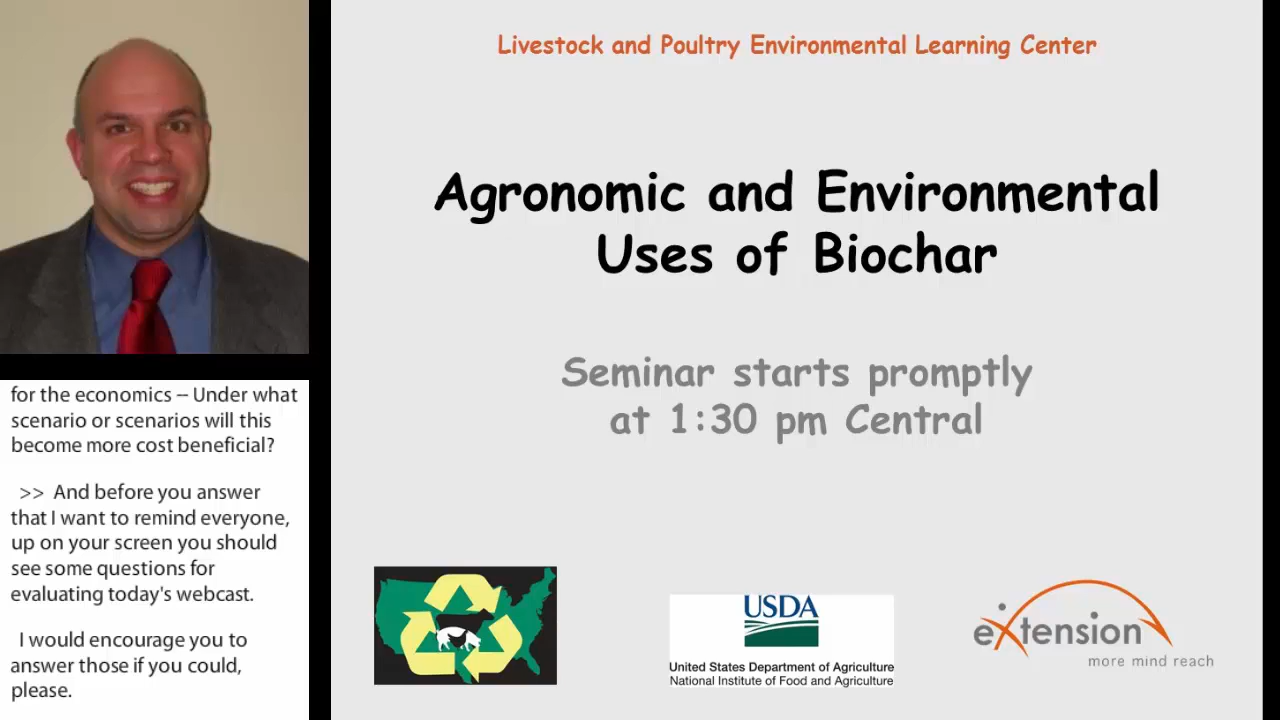 Livestock and Poultry Environmental Learning Center
Agronomic and Environmental
Uses of Biochar
Seminar starts promptly
at 1:30 pm Central
for the economics -- Under what
scenario or scenarios will this
become more cost beneficial?
>> And before you answer
that I want to remind everyone,
up on your screen you should
see some questions for
evaluating today's webcast.
I would encourage you to
answer those if you could,
please.
USDA
United States Department of Agriculture
National Institute of Food and Agriculture
eXtension
more mind reach